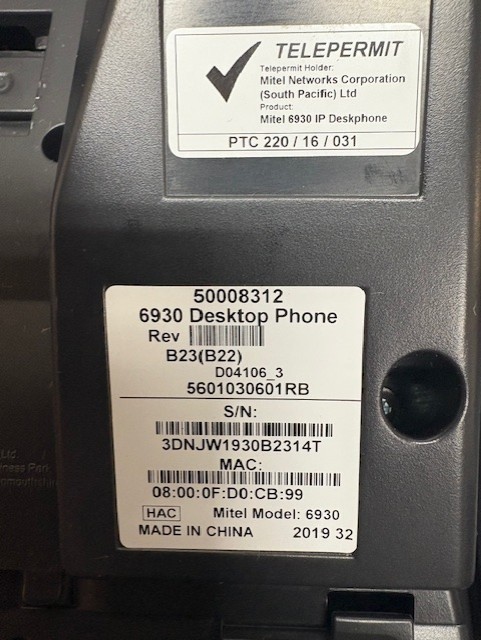 TELEPERMIT
Telepermit Holder:
Mitel Networks Corporation
(South Pacific) Ltd
Product:
Mitel 6930 IP Deskphone
PTC 220 / 16 / 031
50008312
6930 Desktop Phone
Rev
B23(B22)
D04106_3
5601030601RB
S/N:
3DNJW1930B2314T
MAC:
08:00:0F:D0:CB:99
HAC Mitel Model: 6930
MADE IN CHINA 2019 32
Ltd